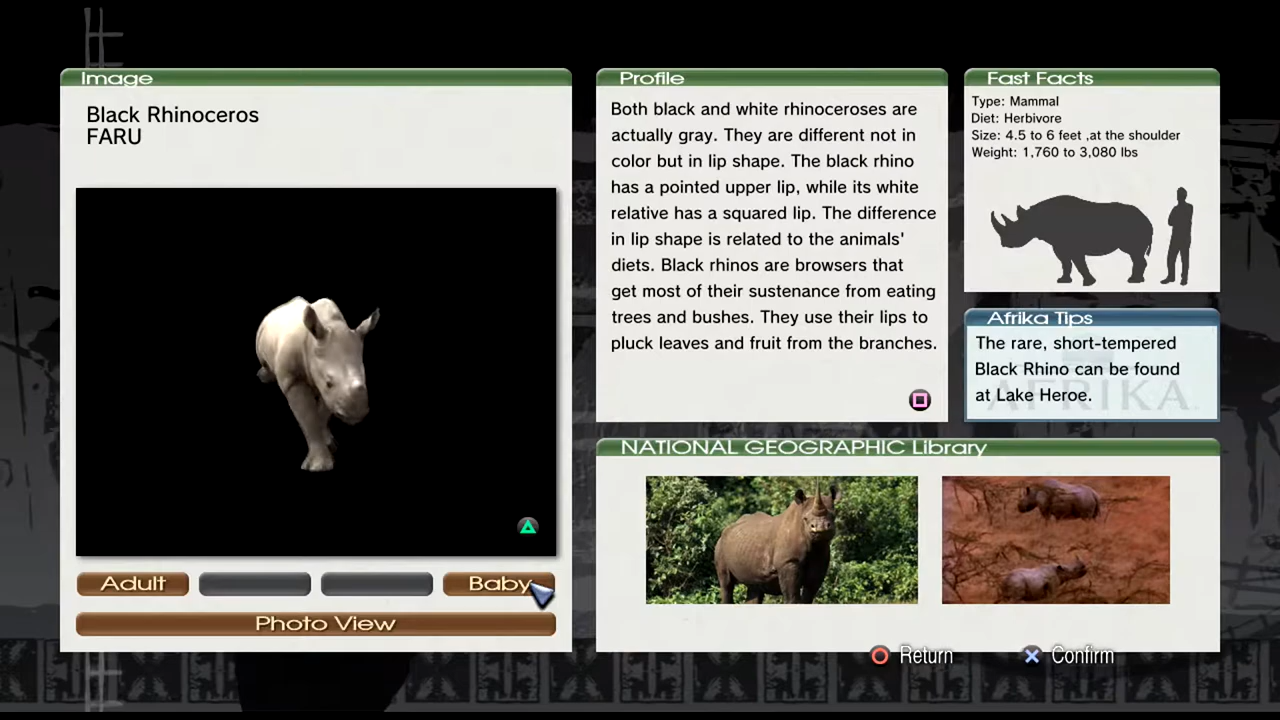 Image
Black Rhinoceros
FARU
Adult
Baby
Photo View
Profile
Both black and white rhinoceroses are
actually gray. They are different not in
color but in lip shape. The black rhino
has a pointed upper lip, while its white
relative has a squared lip. The difference
in lip shape is related to the animals'
diets. Black rhinos are browsers that
get most of their sustenance from eating
trees and bushes. They use their lips to
pluck leaves and fruit from the branches.
Fast Facts
Type: Mammal
Diet: Herbivore
Size: 4.5 to 6 feet ,at the shoulder
Weight: 1,760 to 3,080 lbs
Afrika Tips
The rare, short-tempered
Black Rhino can be found
at Lake Heroe.
AFRIKA
NATIONAL GEOGRAPHIC Library
Return
Confirm